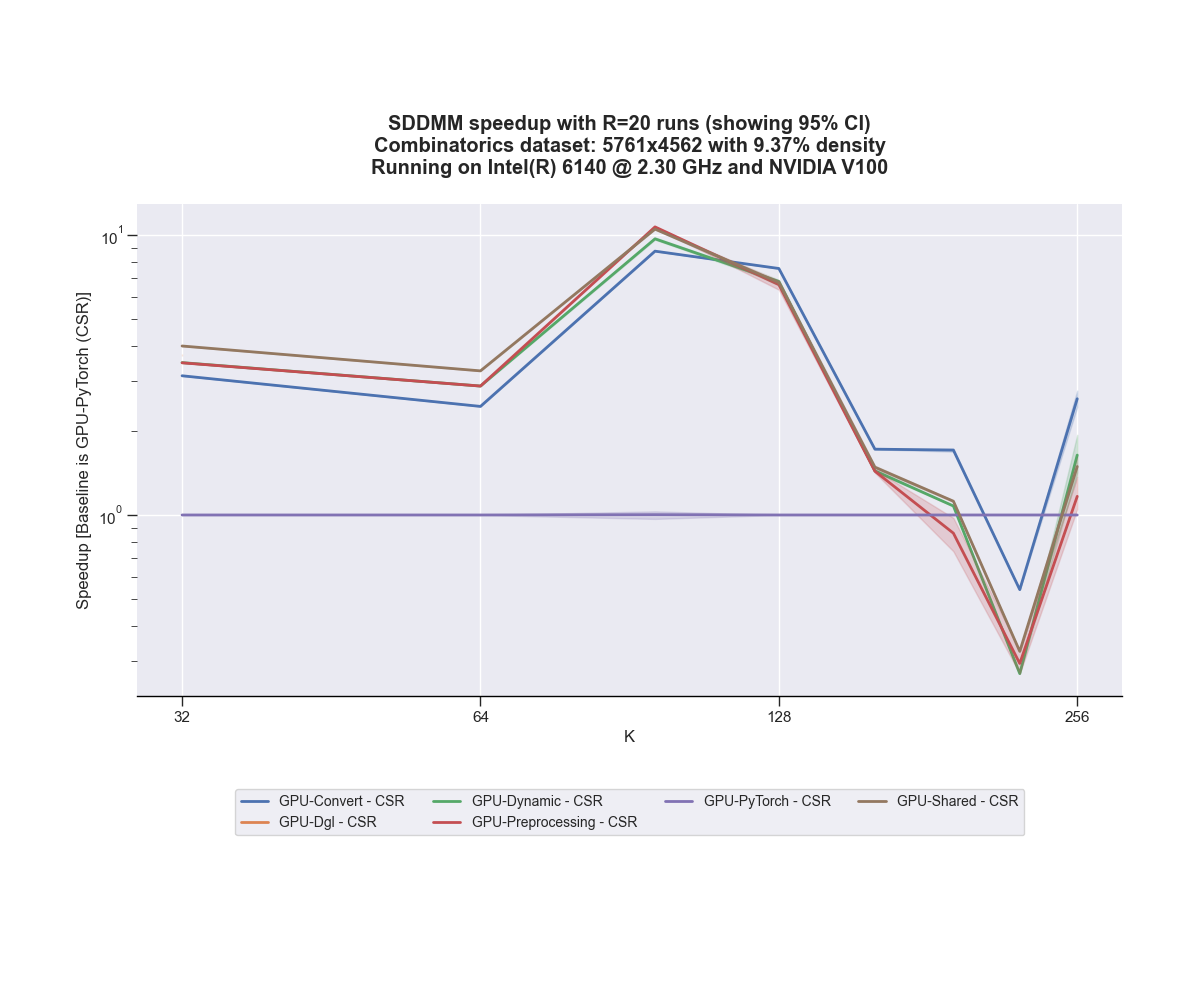 SDDMM speedup with R=20 runs (showing 95% CI)
Combinatorics dataset: 5761x4562 with 9.37% density
Running on Intel(R) 6140 @ 2.30 GHz and NVIDIA V100
Speedup [Baseline is GPU-PyTorch (CSR)]
10^1
10^0
32
64
128
256
K
GPU-Convert - CSR
GPU-Dgl - CSR
GPU-Dynamic - CSR
GPU-Preprocessing - CSR
GPU-PyTorch - CSR
GPU-Shared - CSR